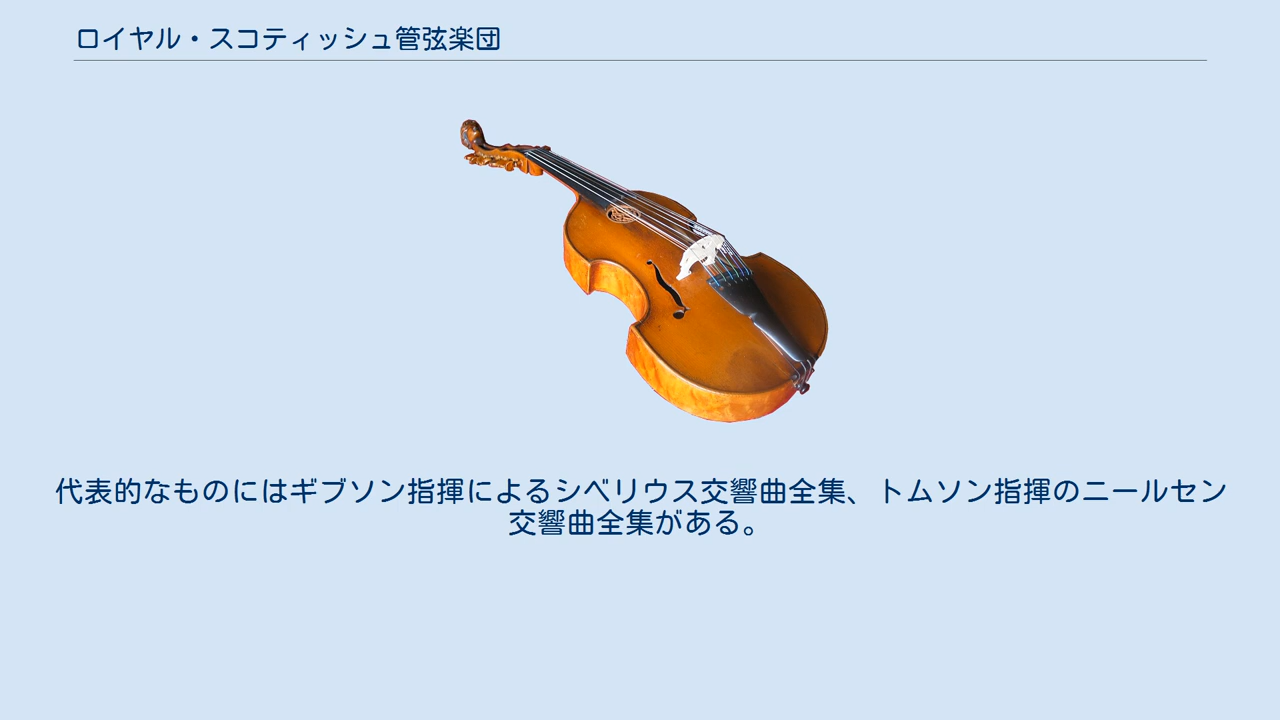 ロイヤル・スコティッシュ管弦楽団
代表的なものにはギブソン指揮によるシベリウス交響曲全集、トムソン指揮のニールセン
交響曲全集がある。